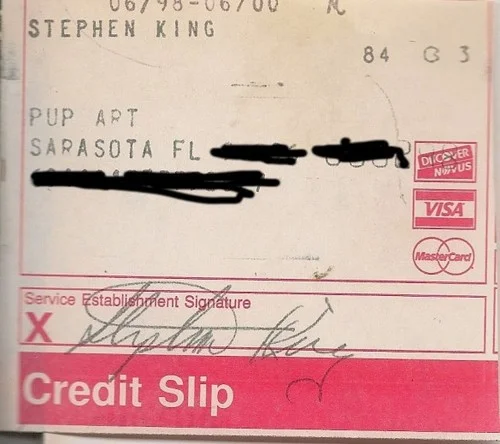 06/98-06/00
STEPHEN KING
84 3
PUP ART
SARASOTA FL
DISCOVER
NOVUS
VISA
MasterCard
Service Establishment Signature
X Stephen King
Credit Slip